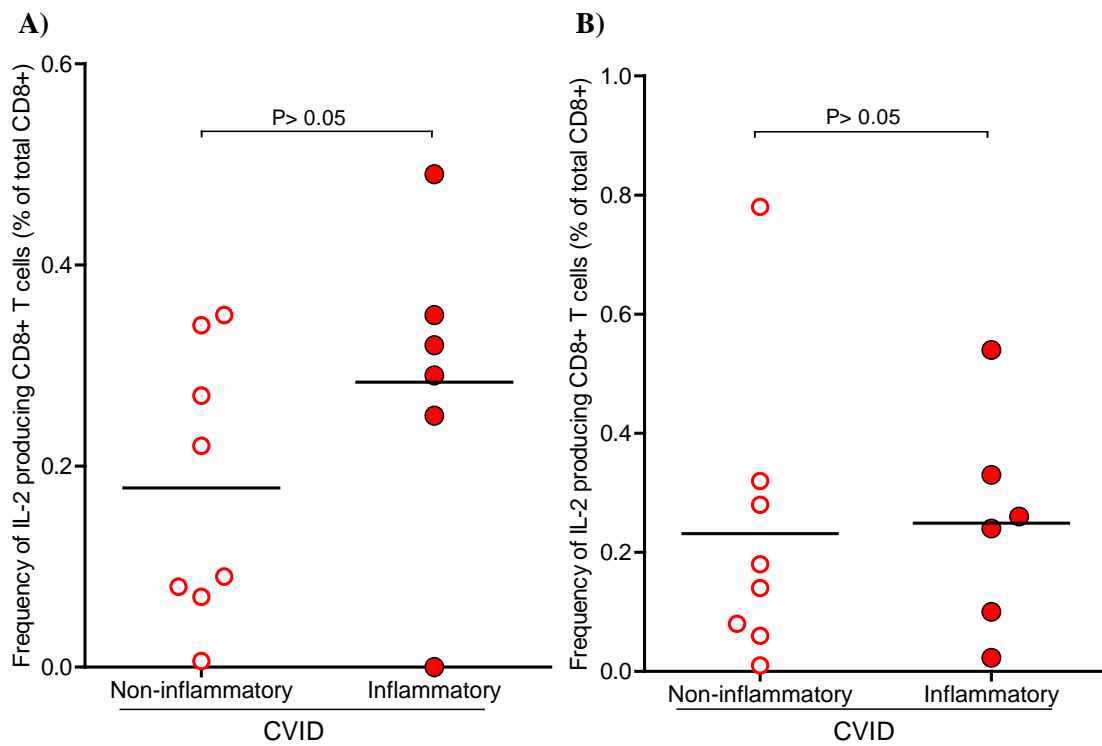 A)
Frequency of IL-2 producing CD8+ T cells (% of total CD8+)
0.6
0.4
0.2
0.0
P> 0.05
Non-inflammatory
Inflammatory
CVID
B)
Frequency of IL-2 producing CD8+ T cells (% of total CD8+)
1.0
0.8
0.6
0.4
0.2
0.0
P> 0.05
Non-inflammatory
Inflammatory
CVID